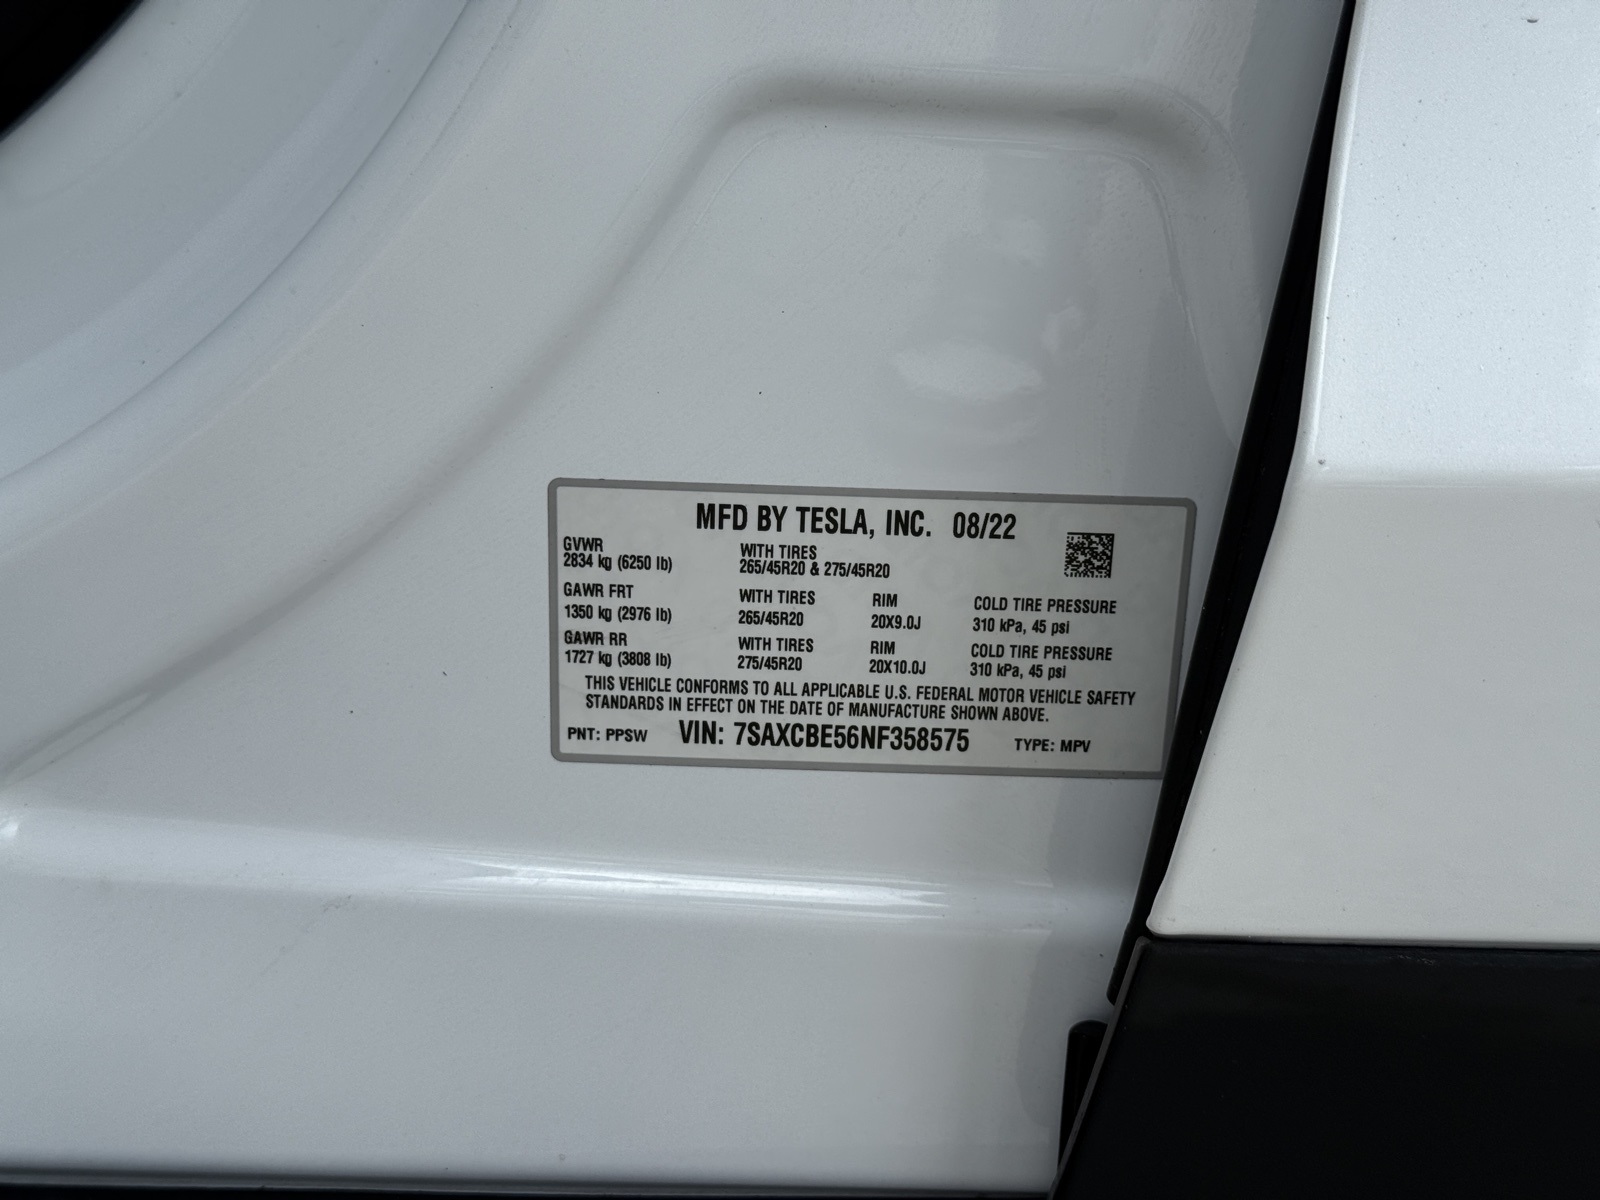 MFD BY TESLA, INC. 08/22
GVWR
2834 kg (6250 lb)
WITH TIRES
265/45R20 & 275/45R20
GAWR FRT
1350 kg (2976 lb)
WITH TIRES
265/45R20
RIM
20X9.0J
COLD TIRE PRESSURE
310 kPa, 45 psi
GAWR RR
1727 kg (3808 lb)
WITH TIRES
275/45R20
RIM
20X10.0J
COLD TIRE PRESSURE
310 kPa, 45 psi
THIS VEHICLE CONFORMS TO ALL APPLICABLE U.S. FEDERAL MOTOR VEHICLE SAFETY
STANDARDS IN EFFECT ON THE DATE OF MANUFACTURE SHOWN ABOVE.
PNT: PPSW VIN: 7SAXCBE56NF358575 TYPE: MPV